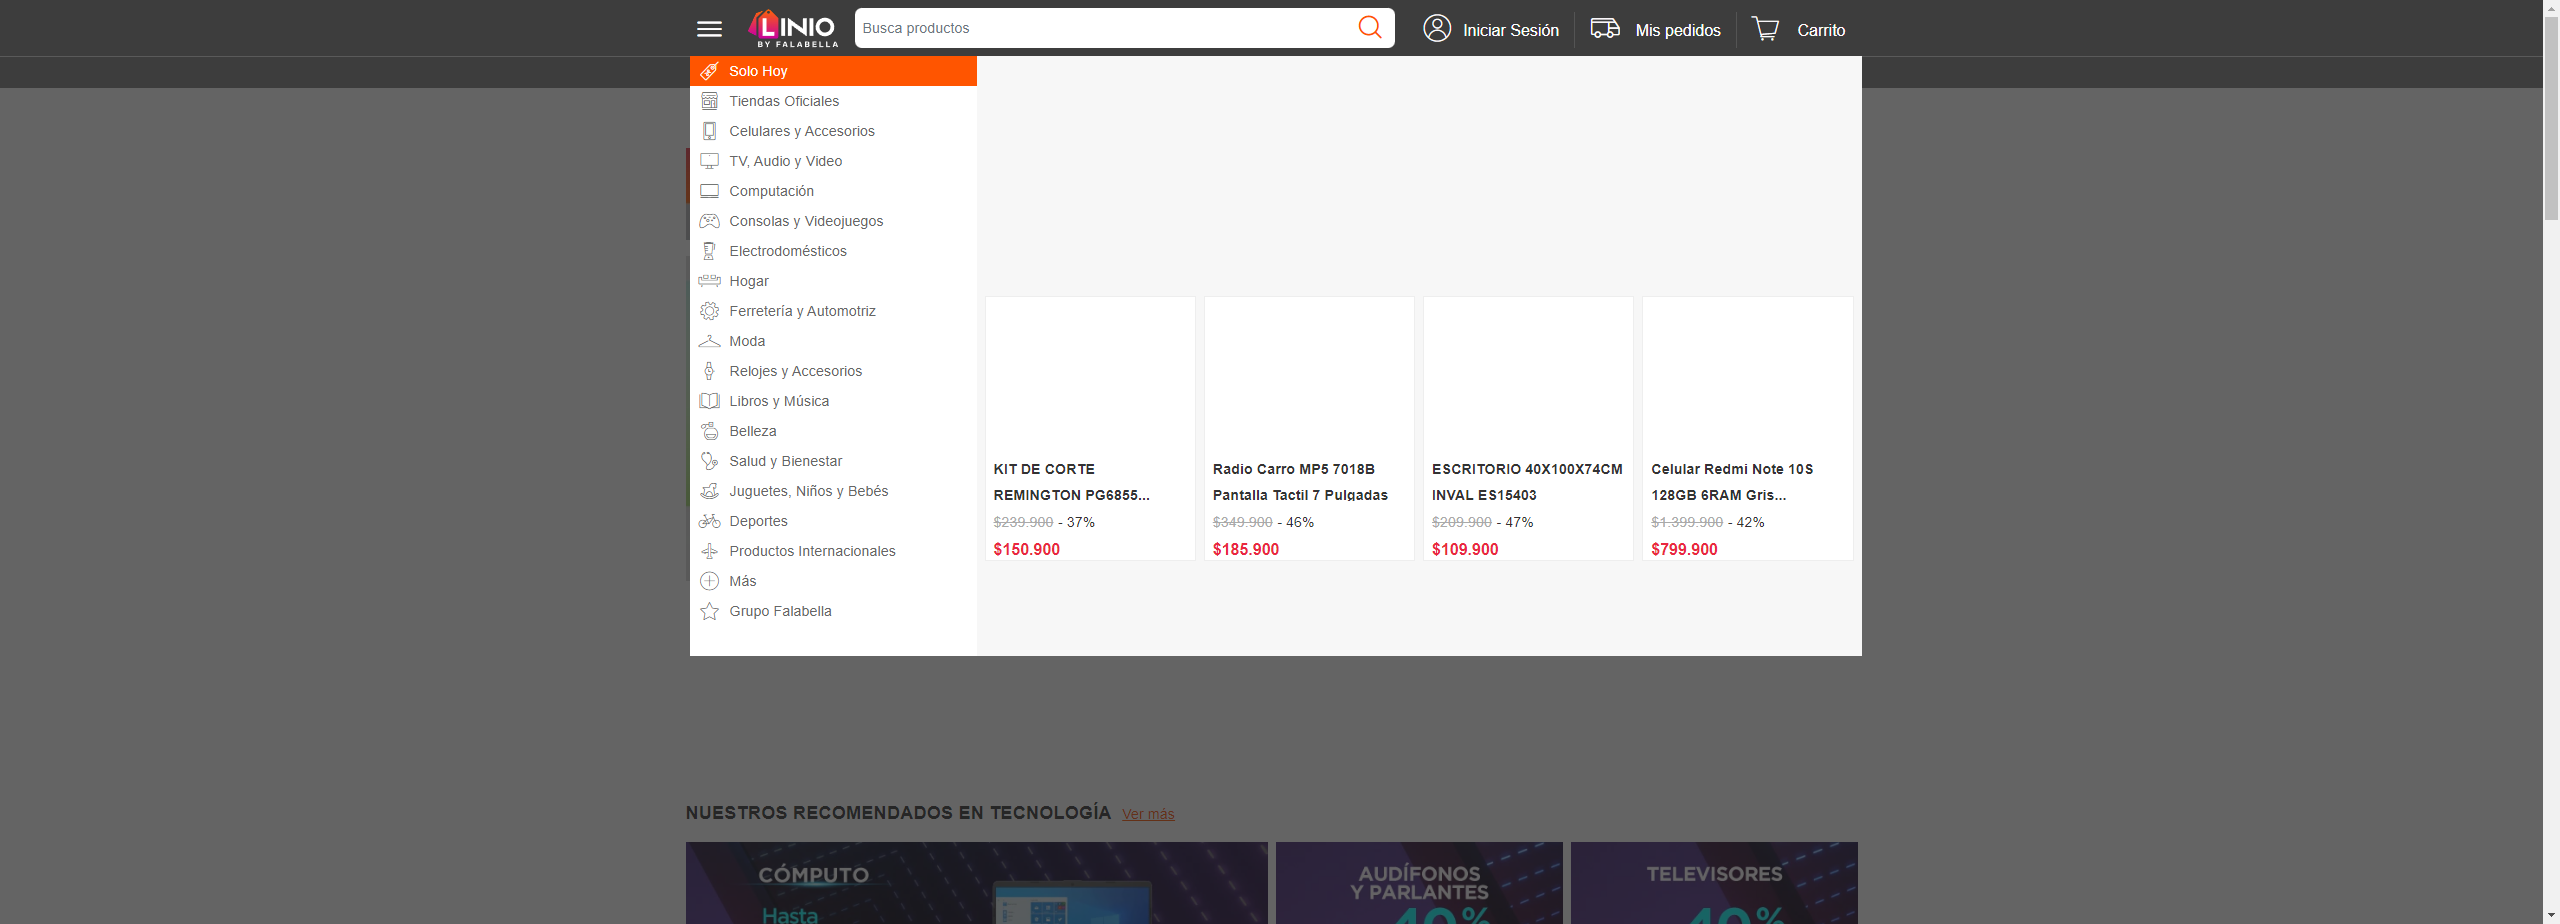 LINIO
BY FALABELLA
Busca productos
Iniciar Sesión
Mis pedidos
Carrito
Solo Hoy
Tiendas Oficiales
Celulares y Accesorios
TV, Audio y Video
Computación
Consolas y Videojuegos
Electrodomésticos
Hogar
Ferretería y Automotriz
Moda
Relojes y Accesorios
Libros y Música
Belleza
Salud y Bienestar
Juguetes, Niños y Bebés
Deportes
Productos Internacionales
Más
Grupo Falabella
KIT DE CORTE
REMINGTON PG6855...
$239.900 - 37%
$150.900
Radio Carro MP5 7018B
Pantalla Tactil 7 Pulgadas
$349.900 - 46%
$185.900
ESCRITORIO 40X100X74CM
INVAL ES15403
$209.900 - 47%
$109.900
Celular Redmi Note 10S
128GB 6RAM Gris...
$1.399.900 - 42%
$799.900
NUESTROS RECOMENDADOS EN TECNOLOGÍA Ver más
CÓMPUTO
Hasta
AUDÍFONOS
Y PARLANTES
40%
TELEVISORES
40%